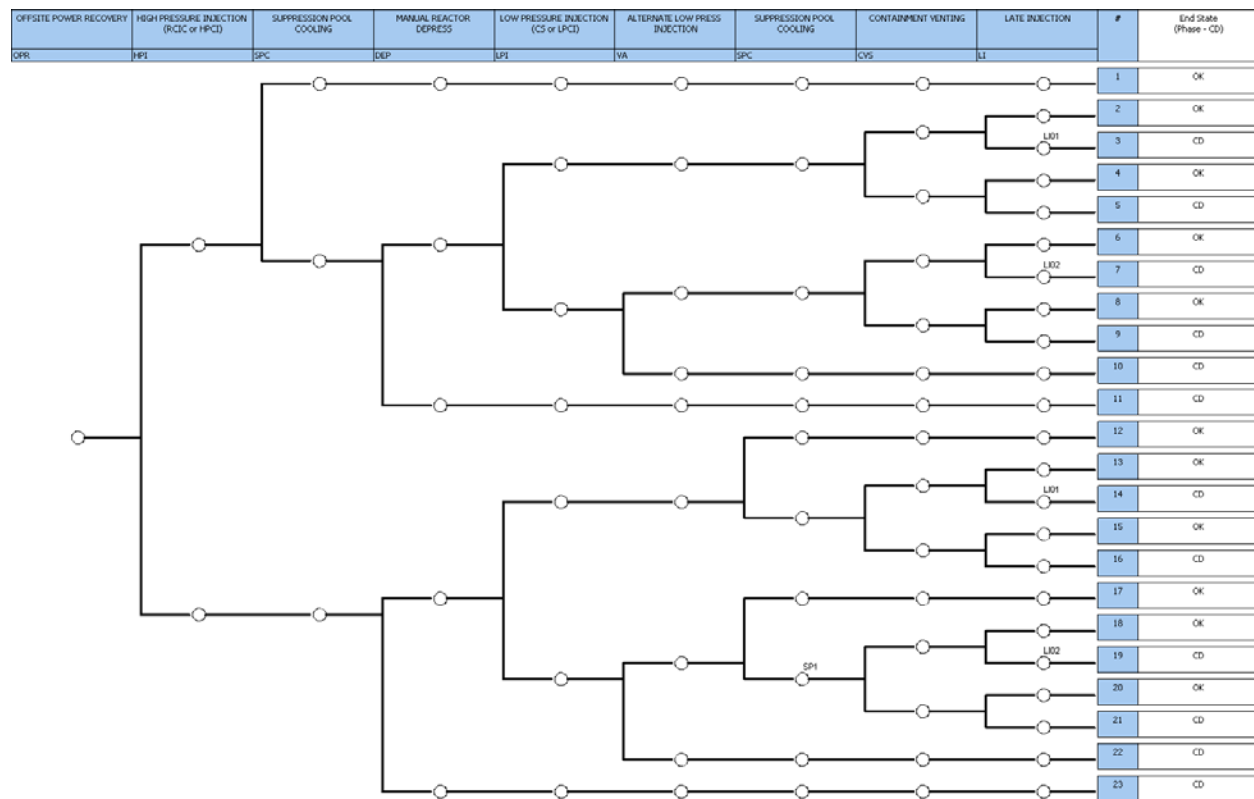 OFFSITE POWER RECOVERY
HIGH PRESSURE INJECTION
(RCIC or HPCI)
SUPPRESSION POOL
COOLING
MANUAL REACTOR
DEPRESS
LOW PRESSURE INJECTION
(CS or LPCI)
ALTERNATE LOW PRESS
INJECTION
SUPPRESSION POOL
COOLING
CONTAINMENT VENTING
LATE INJECTION
#
End State
(Phase - CD)
OPR
HPI
SPC
DEP
LPI
VA
SPC
CVS
LI
1 OK
2 OK
LI01
3 CD
4 OK
5 CD
6 OK
LI02
7 CD
8 OK
9 CD
10 CD
11 CD
12 OK
13 OK
LI01
14 CD
15 OK
16 CD
17 OK
18 OK
LI02
19 CD
SP1
20 OK
21 CD
22 CD
23 CD